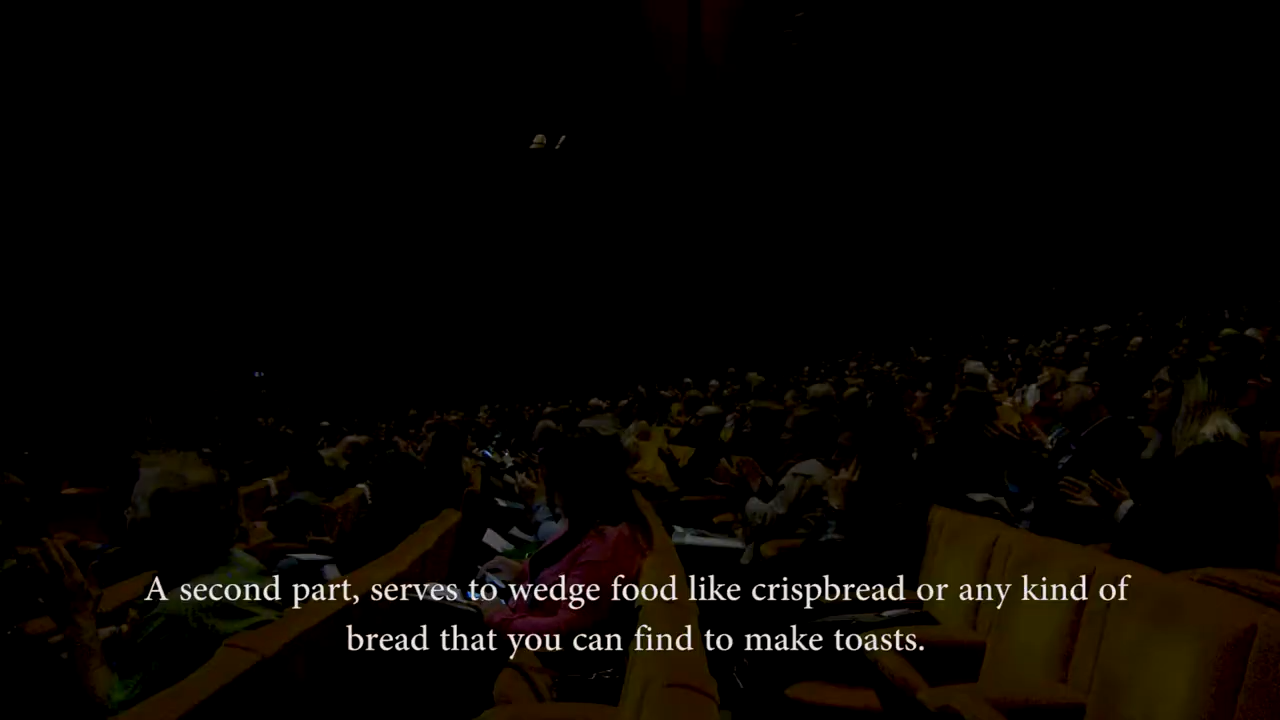 A second part, serves to wedge food like crispbread or any kind of
bread that you can find to make toasts.